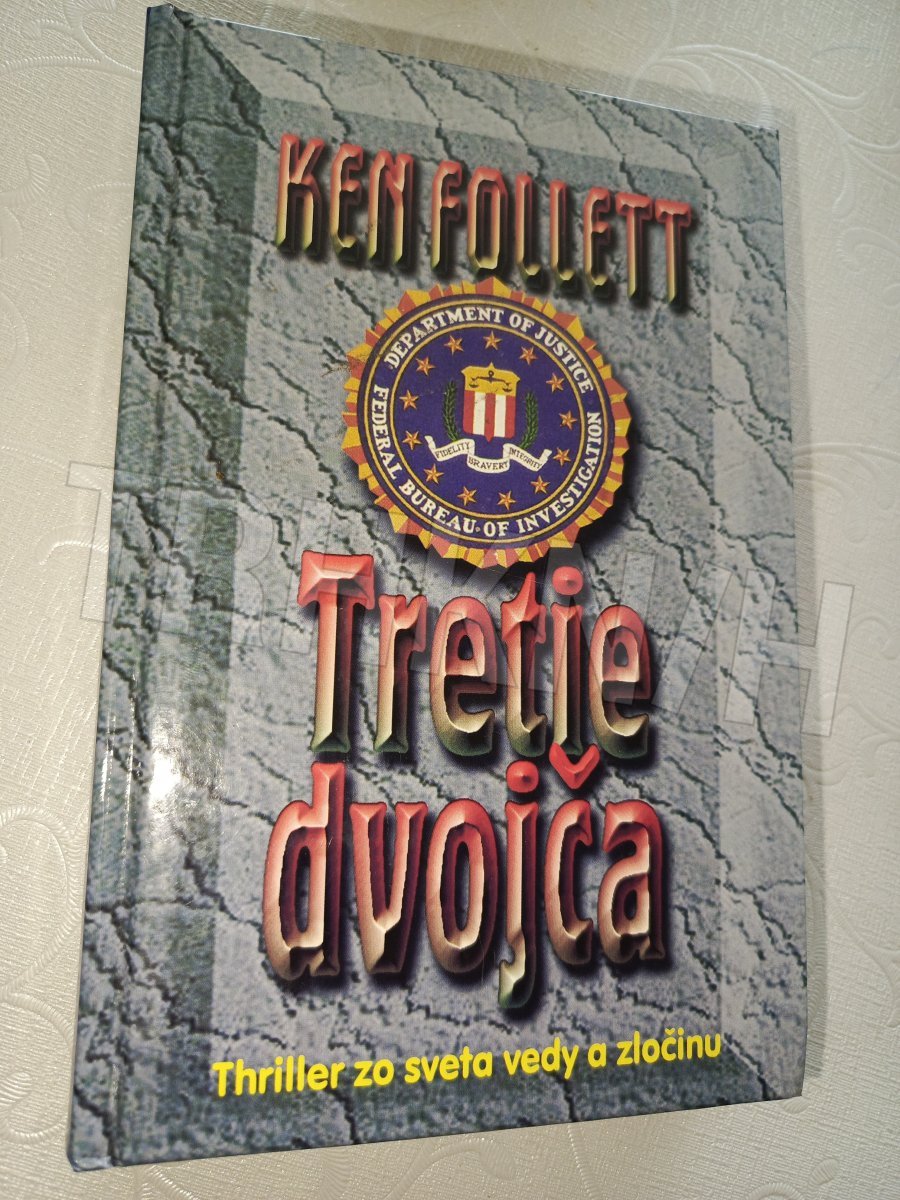 KEN FOLLETT
DEPARTMENT OF JUSTICE
FEDERAL BUREAU OF INVESTIGATION
FIDELITY BRAVERY INTEGRITY
Tretie
dvojča
Thriller zo sveta vedy a zločinu